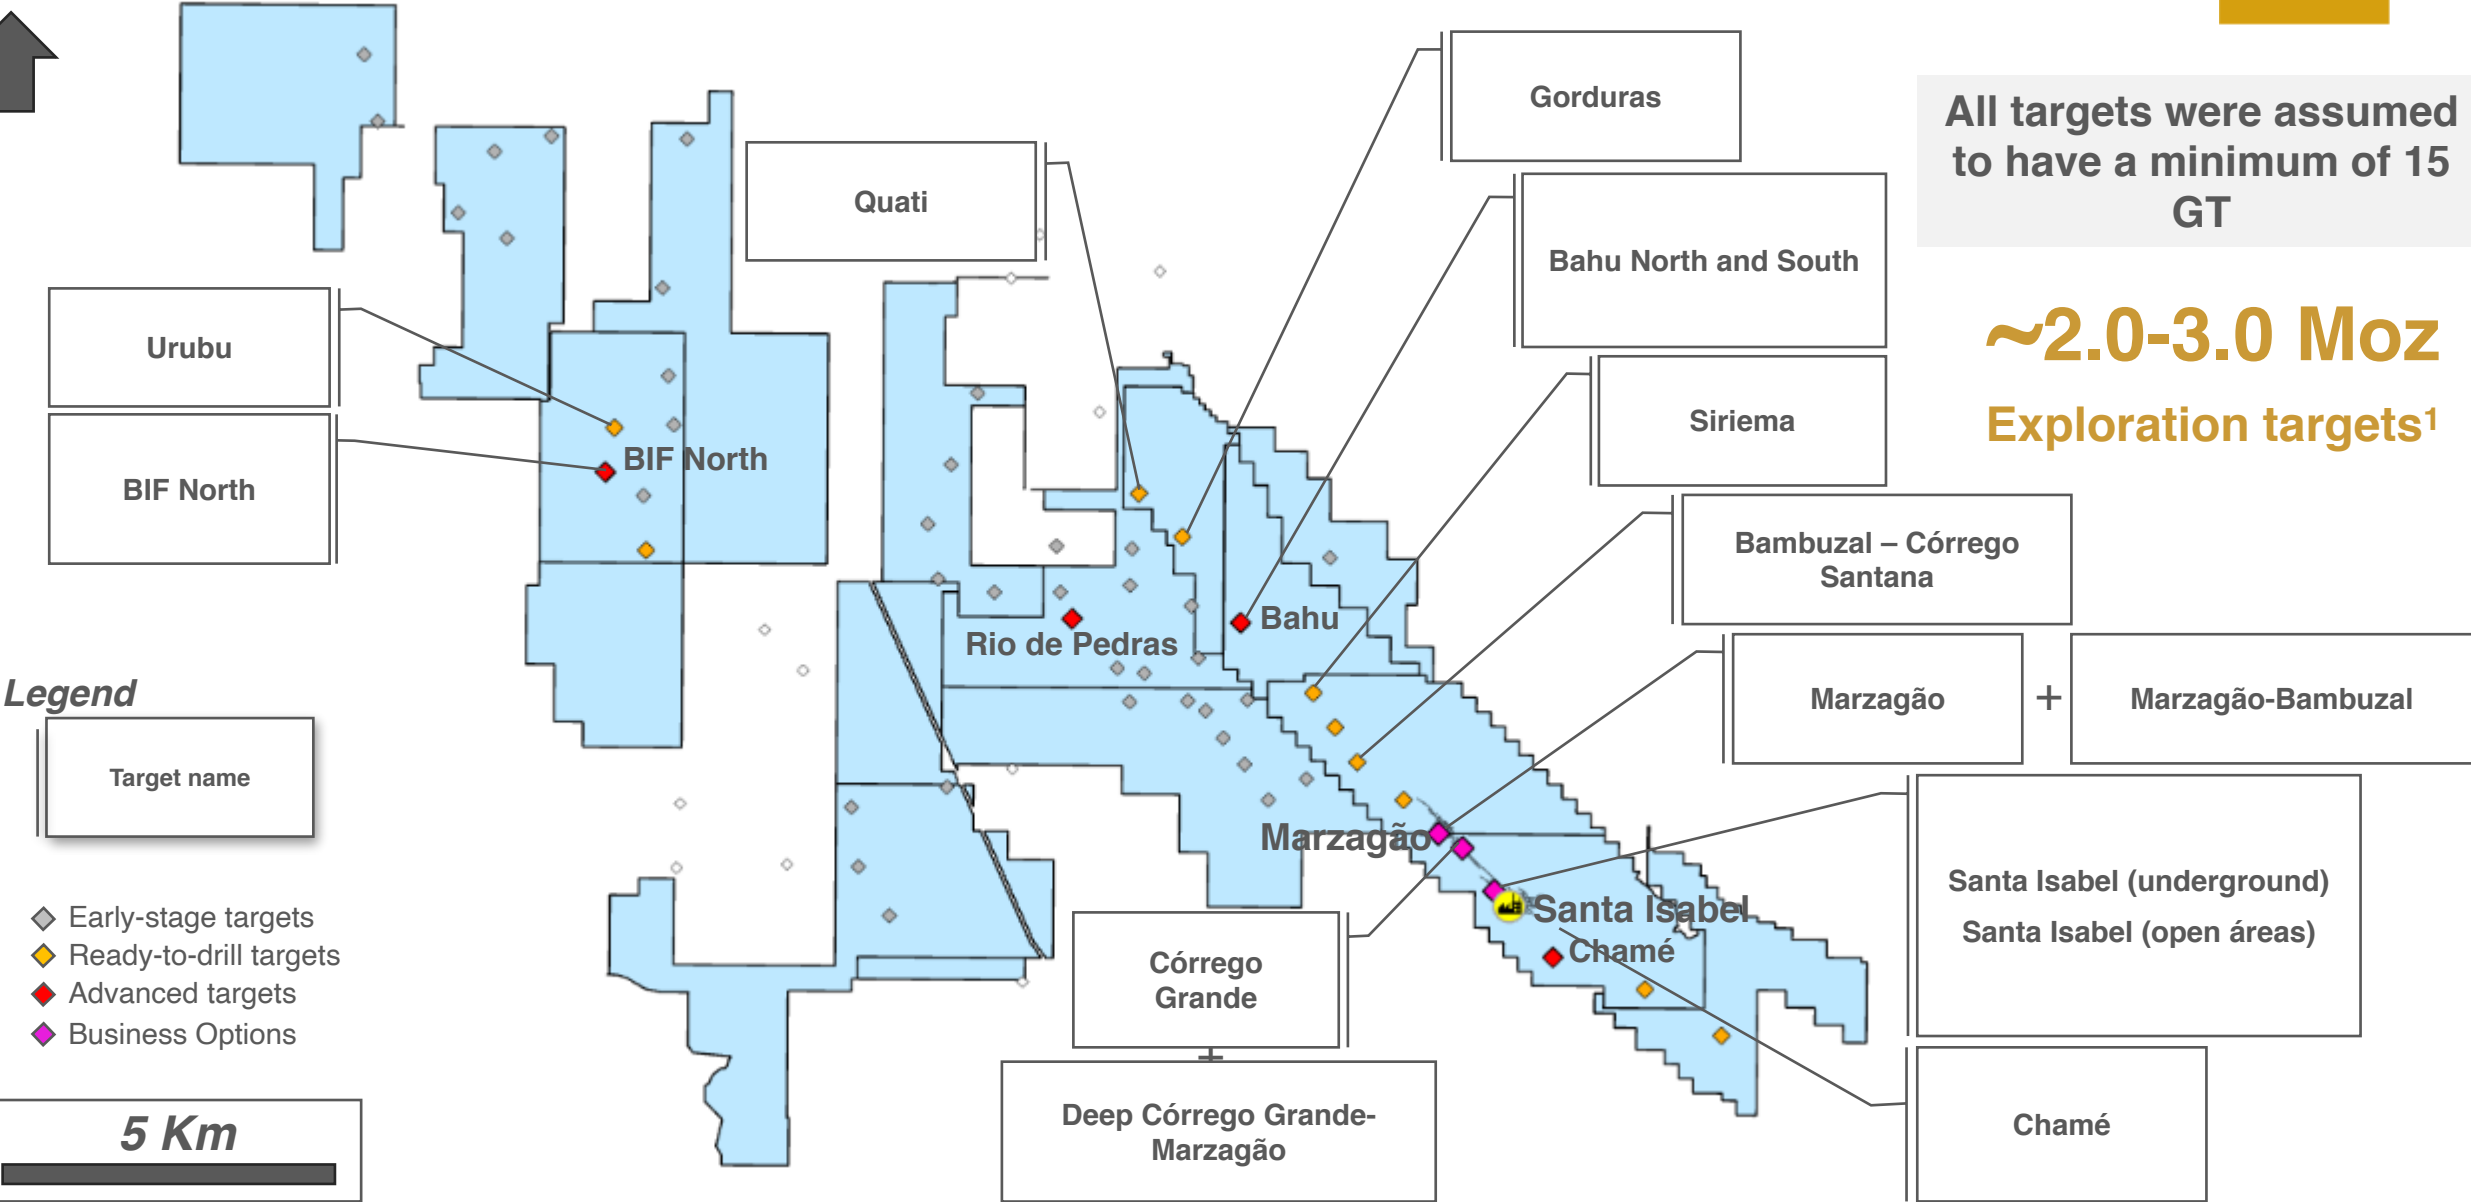 Gorduras
All targets were assumed
to have a minimum of 15
GT
Quati
Bahu North and South
~2.0-3.0 Moz
Exploration targets¹
Urubu
Siriema
BIF North
BIF North
Bambuzal – Córrego
Santana
Bahu
Rio de Pedras
Marzagão
+
Marzagão-Bambuzal
Legend
Target name
Marzagão
Santa Isabel (underground)
Santa Isabel (open áreas)
Santa Isabel
Chamé
Early-stage targets
Ready-to-drill targets
Advanced targets
Business Options
Córrego
Grande
+
Deep Córrego Grande-
Marzagão
Chamé
5 Km